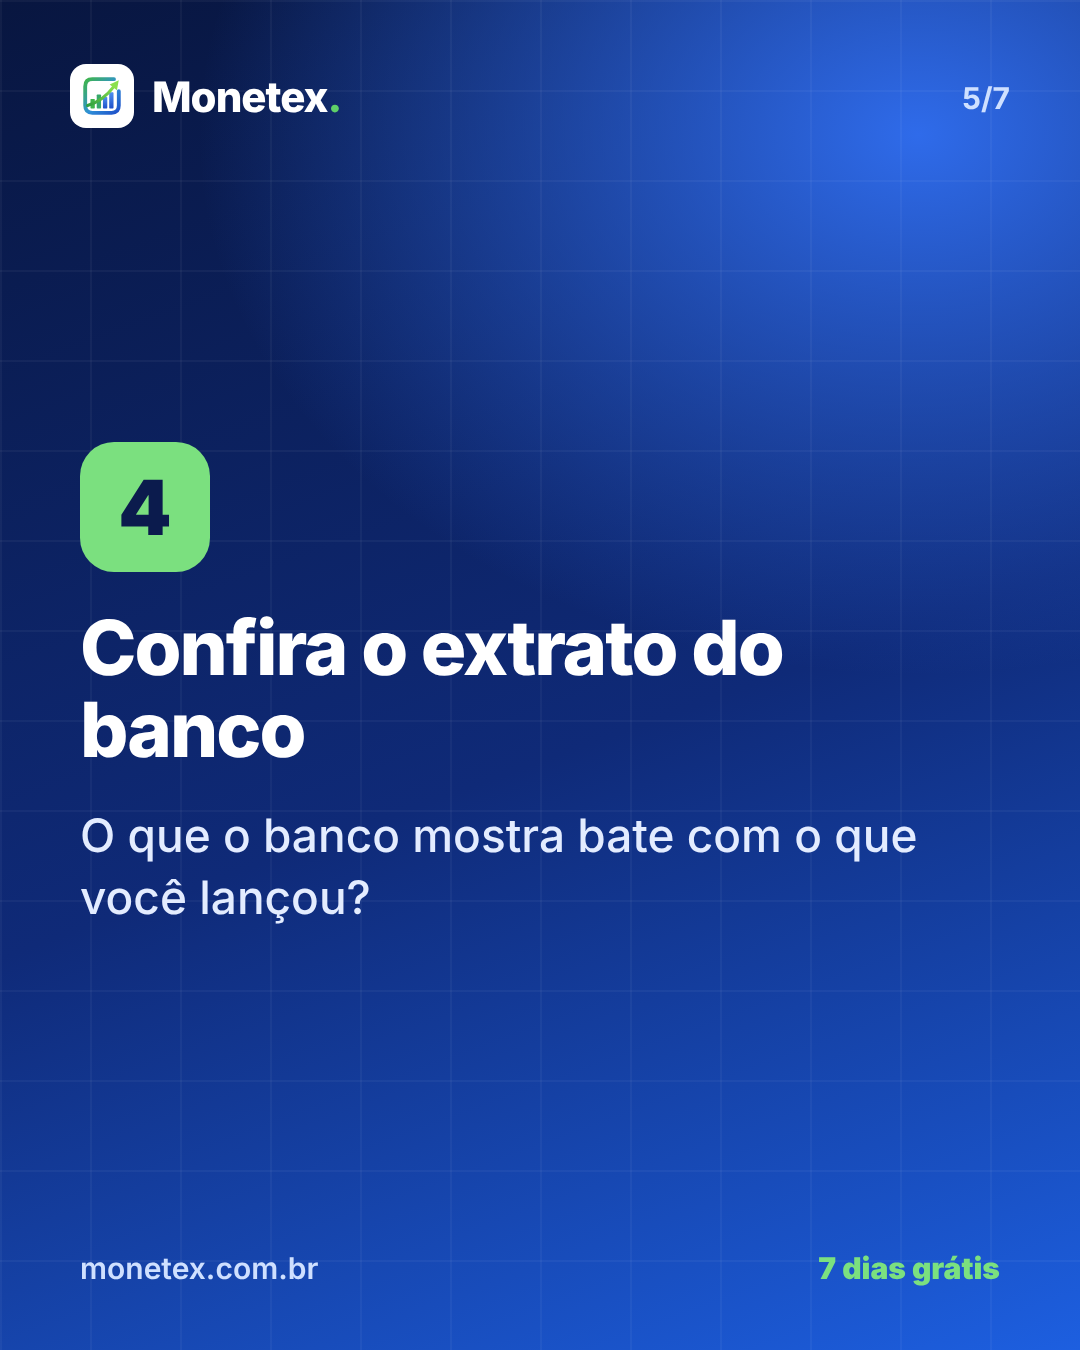 Monetex.
5/7
4
Confira o extrato do
banco
O que o banco mostra bate com o que
você lançou?
monetex.com.br
7 dias grátis